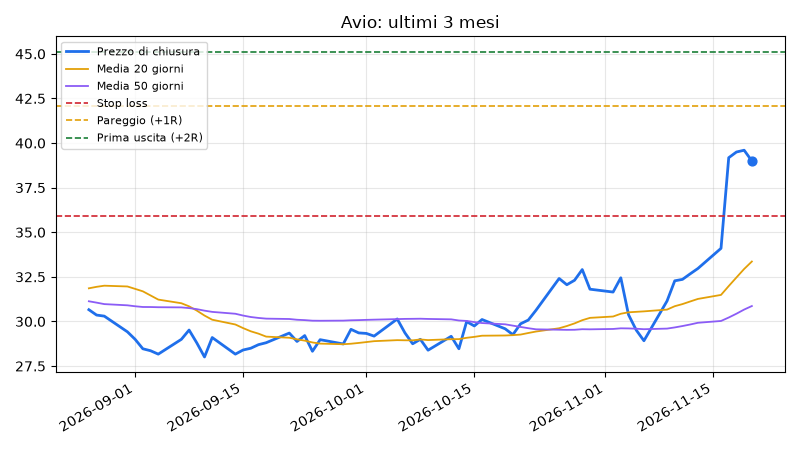 Avio: ultimi 3 mesi
45.0
42.5
40.0
37.5
35.0
32.5
30.0
27.5
Prezzo di chiusura
Media 20 giorni
Media 50 giorni
Stop loss
Pareggio (+1R)
Prima uscita (+2R)
2026-09-01
2026-09-15
2026-10-01
2026-10-15
2026-11-01
2026-11-15